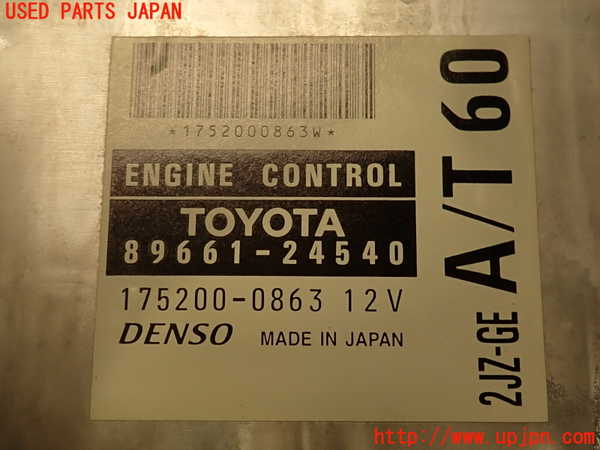 USED PARTS JAPAN
*1752000863W*
ENGINE CONTROL
TOYOTA
89661-24540
175200-0863 12V
DENSO MADE IN JAPAN
2JZ-GE A/T 60
UPJ
http://www.upjpn.com